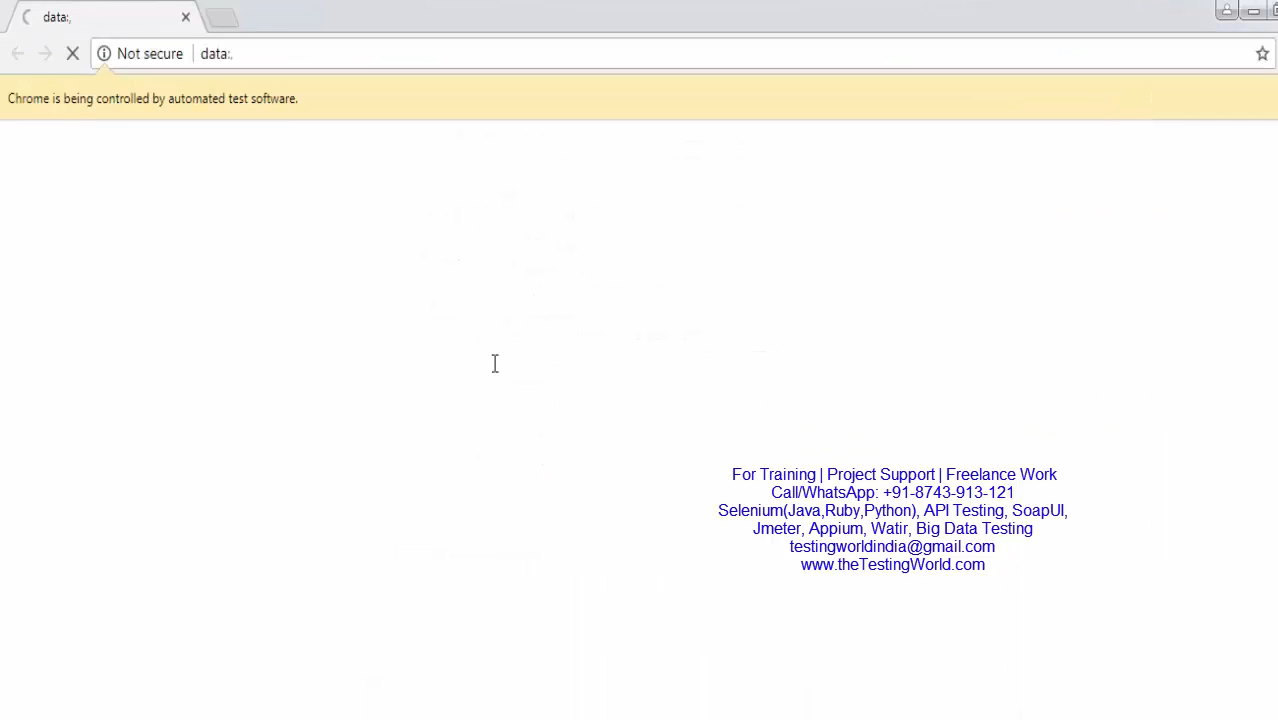 data:,
Not secure data:,
Chrome is being controlled by automated test software.
For Training | Project Support | Freelance Work
Call/WhatsApp: +91-8743-913-121
Selenium(Java,Ruby,Python), API Testing, SoapUI,
Jmeter, Appium, Watir, Big Data Testing
testingworldindia@gmail.com
www.theTestingWorld.com